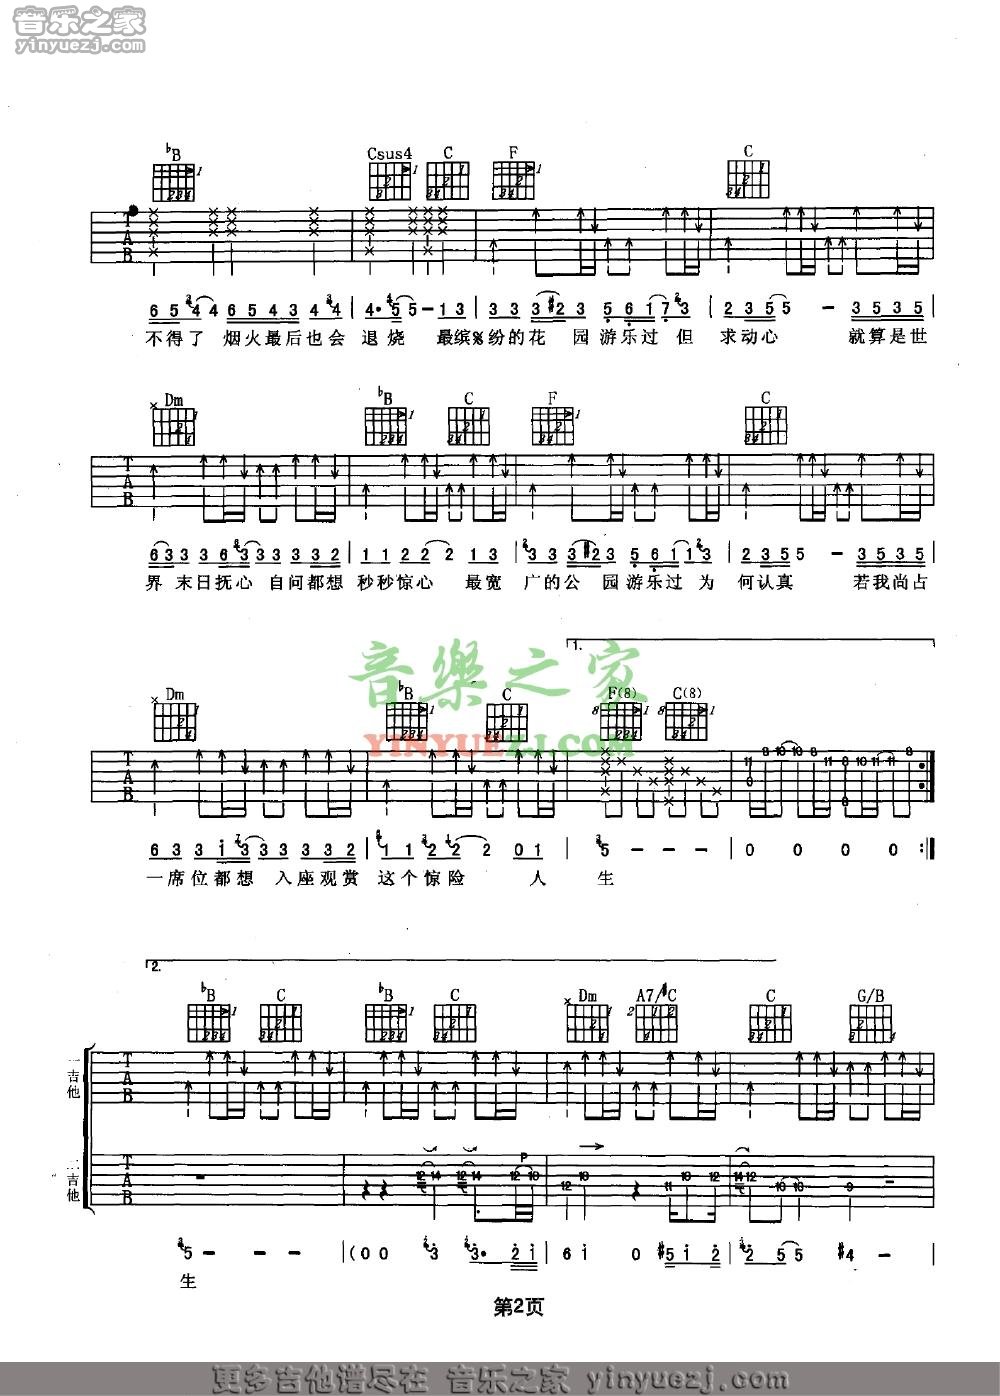 音乐之家
yinyuezj.com
♭B Csus4 C F C
T A B
6 5 4 4 6 5 4 3 4 4 | 4• 5 5 – 1 3 | 3 3 3 #2 3 5 6 1 7 3 | 2 3 5 5 – 3 5 3 5 |
不得了 烟火最后也会 退烧 最缤纷的花 园游乐过 但 求动心 就算是世
Dm ♭B C F C
T A B
6 3 3 3 3 6 3 3 3 3 3 2 | 1 1 2 2 2 1 3 | 3 3 3 #2 3 5 6 1 1 3 | 2 3 5 5 – 3 5 3 5 |
界 末日抚心 自问都想 秒秒惊心 最宽 广的公 园游乐过 为 何认真 若我尚占
音樂之家
YINYUEZJ.COM
1.
Dm ♭B C F(8) C(8)
T A B
6 3 3 3 i 3 3 3 3 3 3 2 | 1 1 2 2 2 0 1 | 5 – – – | 0 0 0 0 :||
一席位都想 入座观赏 这个惊险 人 生
2.
♭B C ♭B C Dm A7/#C C G/B
一吉他 T A B
二吉他 T A B
5 – – – | (0 0 3 3• 2 i | 6 i 0 #5 i 2 | 2 5 5 #4 – |
生
第2页
更多吉他谱尽在 音乐之家 yinyuezj.com